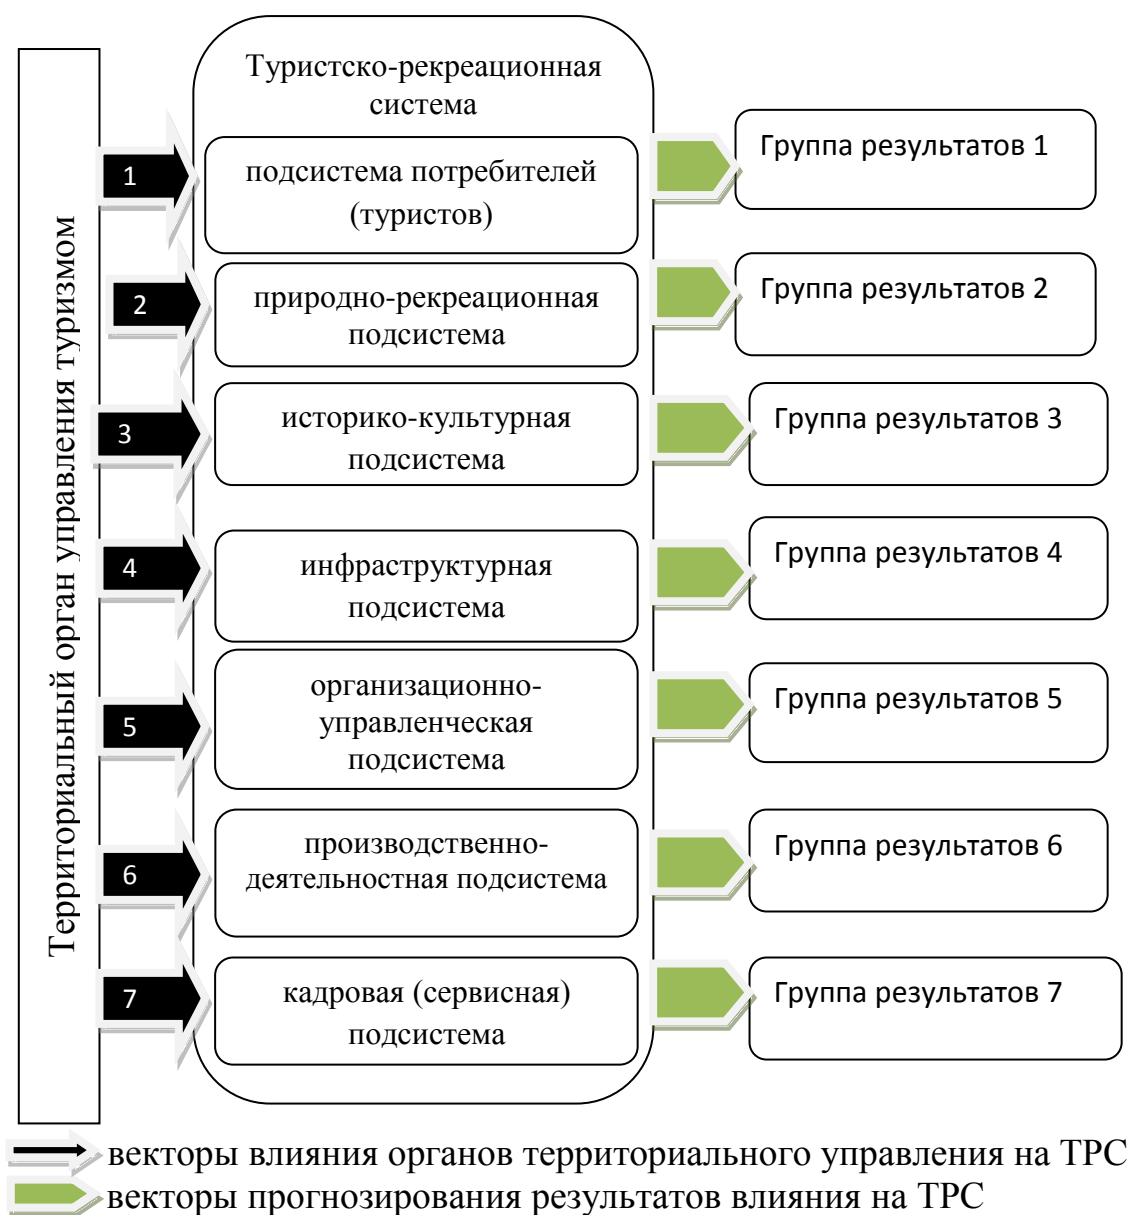 Территориальный орган управления туризмом
Туристско-рекреационная
система
1
подсистема потребителей
(туристов)
Группа результатов 1
2
природно-рекреационная
подсистема
Группа результатов 2
3
историко-культурная
подсистема
Группа результатов 3
4
инфраструктурная
подсистема
Группа результатов 4
5
организационно-
управленческая
подсистема
Группа результатов 5
6
производственно-
деятельностная подсистема
Группа результатов 6
7
кадровая (сервисная)
подсистема
Группа результатов 7
векторы влияния органов территориального управления на ТРС
векторы прогнозирования результатов влияния на ТРС